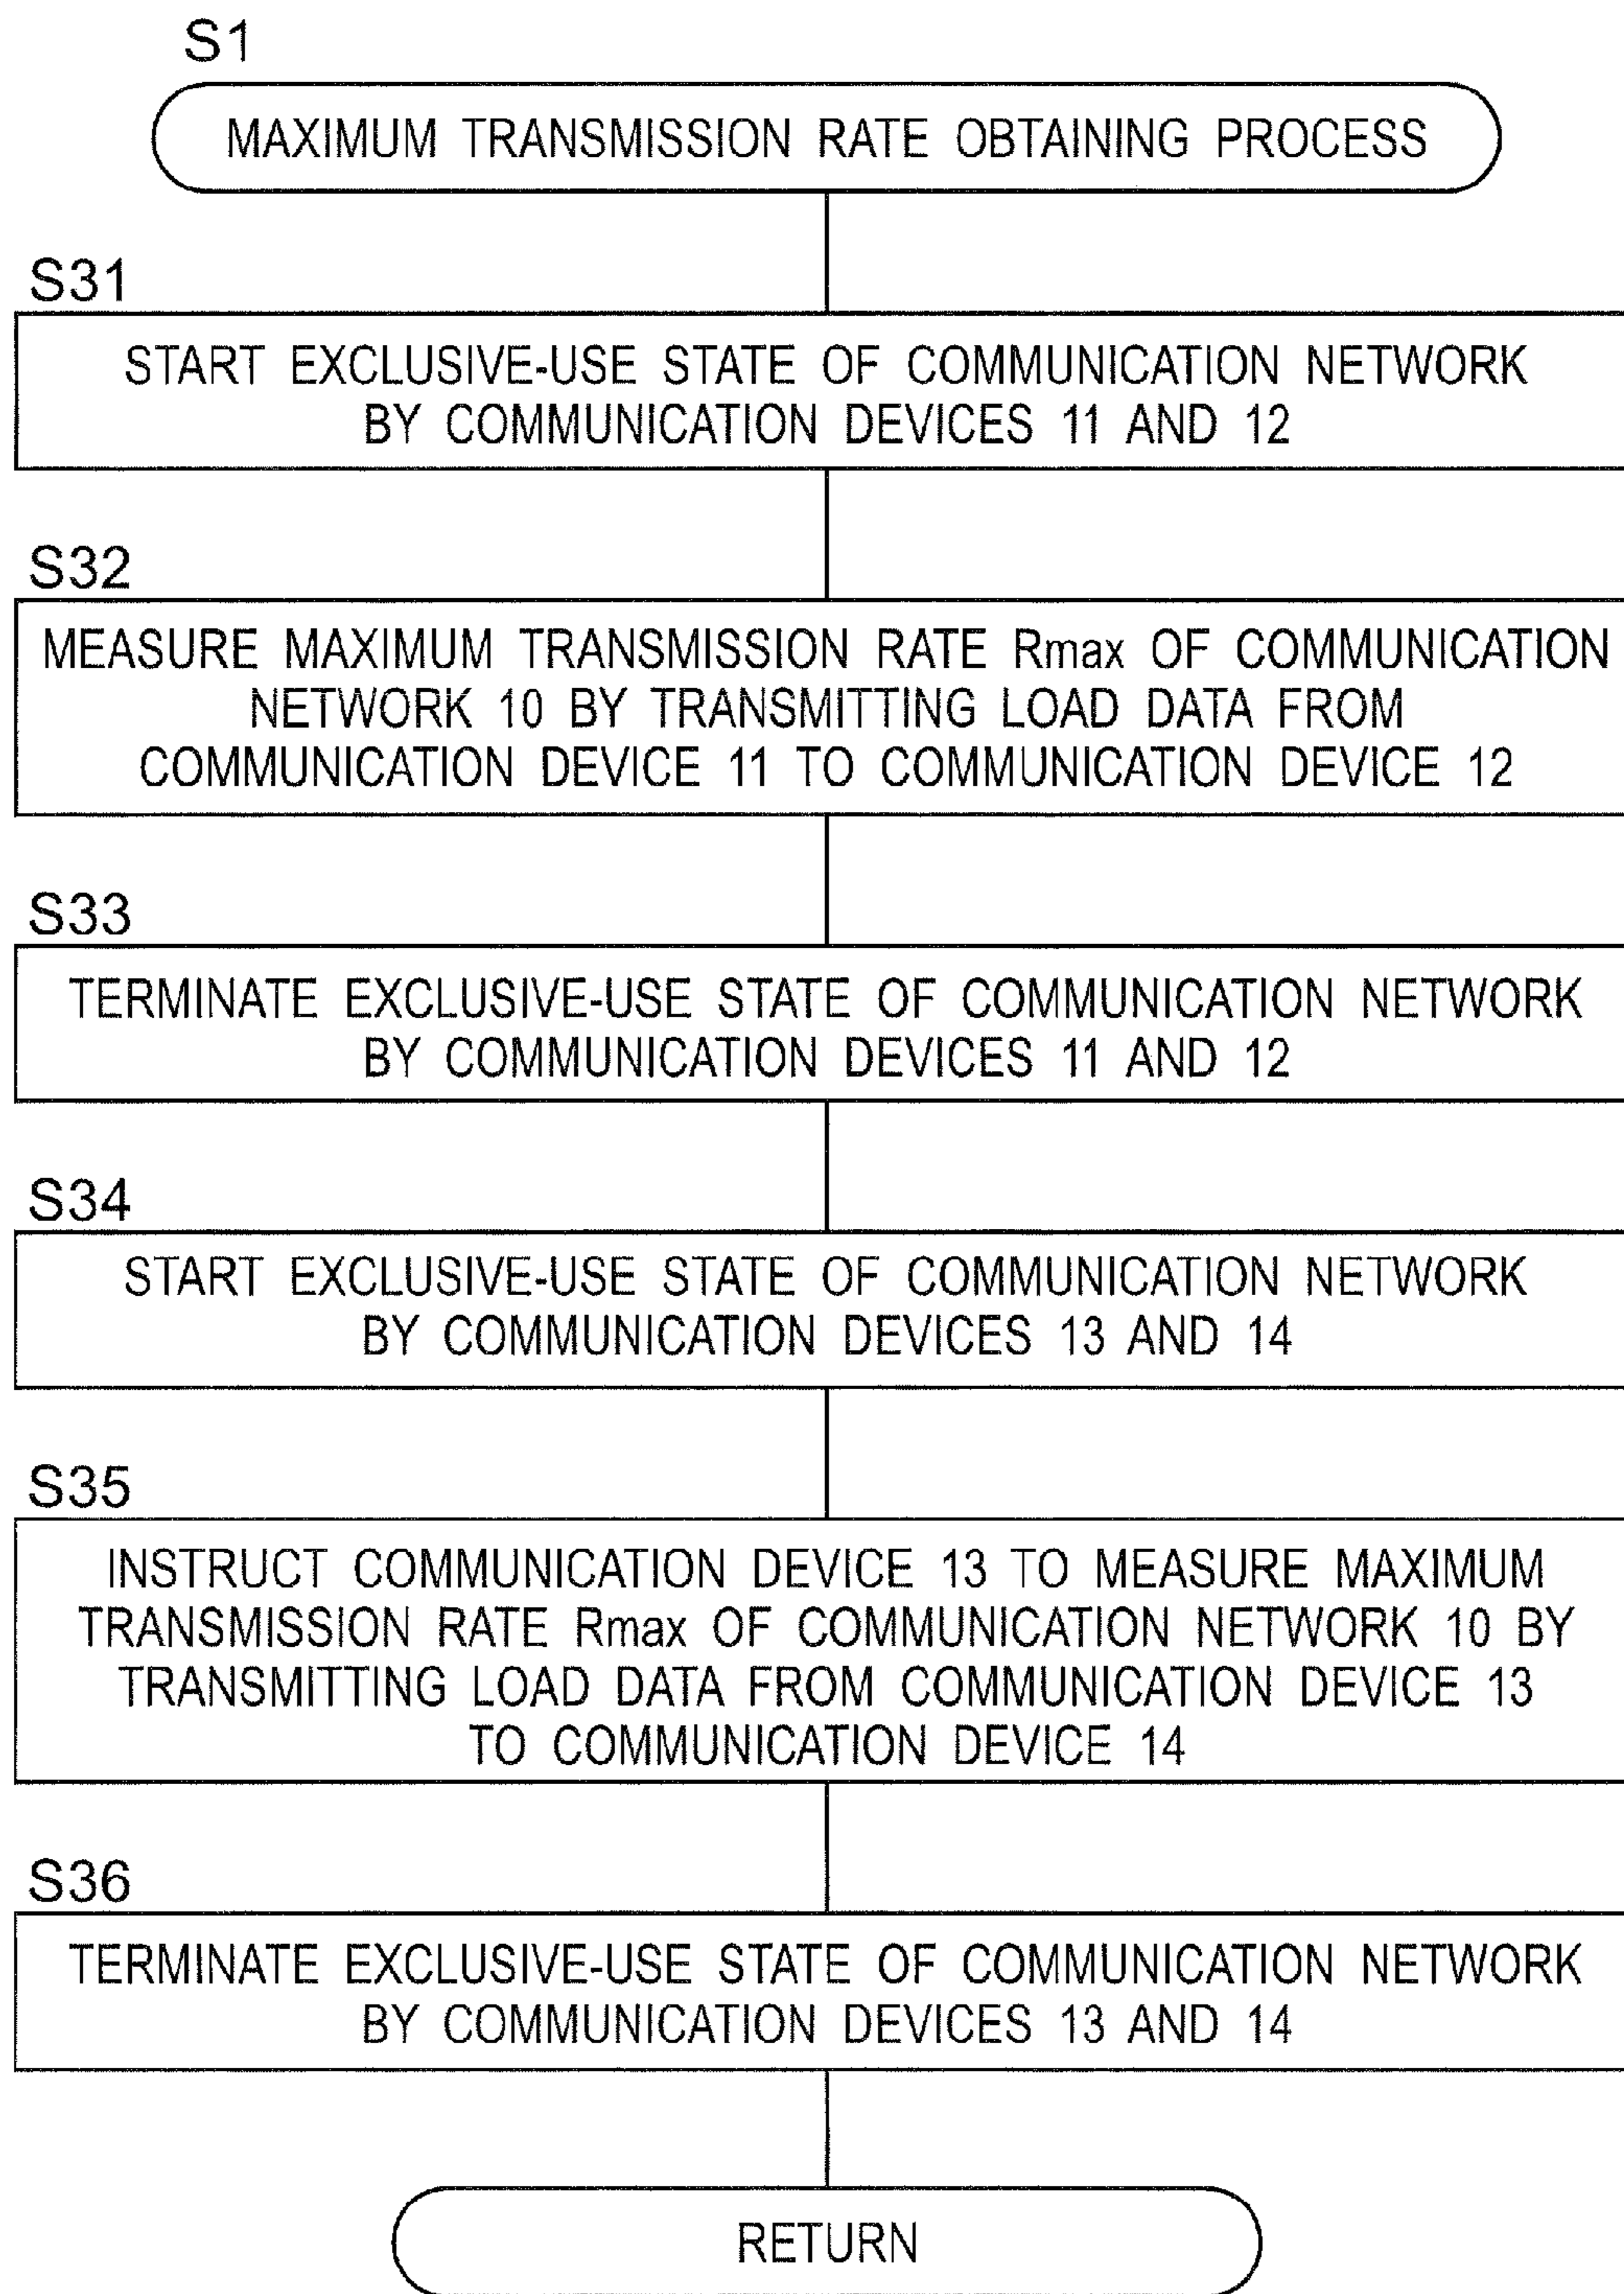 S1
MAXIMUM TRANSMISSION RATE OBTAINING PROCESS
S31
START EXCLUSIVE-USE STATE OF COMMUNICATION NETWORK
BY COMMUNICATION DEVICES 11 AND 12
S32
MEASURE MAXIMUM TRANSMISSION RATE Rmax OF COMMUNICATION
NETWORK 10 BY TRANSMITTING LOAD DATA FROM
COMMUNICATION DEVICE 11 TO COMMUNICATION DEVICE 12
S33
TERMINATE EXCLUSIVE-USE STATE OF COMMUNICATION NETWORK
BY COMMUNICATION DEVICES 11 AND 12
S34
START EXCLUSIVE-USE STATE OF COMMUNICATION NETWORK
BY COMMUNICATION DEVICES 13 AND 14
S35
INSTRUCT COMMUNICATION DEVICE 13 TO MEASURE MAXIMUM
TRANSMISSION RATE Rmax OF COMMUNICATION NETWORK 10 BY
TRANSMITTING LOAD DATA FROM COMMUNICATION DEVICE 13
TO COMMUNICATION DEVICE 14
S36
TERMINATE EXCLUSIVE-USE STATE OF COMMUNICATION NETWORK
BY COMMUNICATION DEVICES 13 AND 14
RETURN